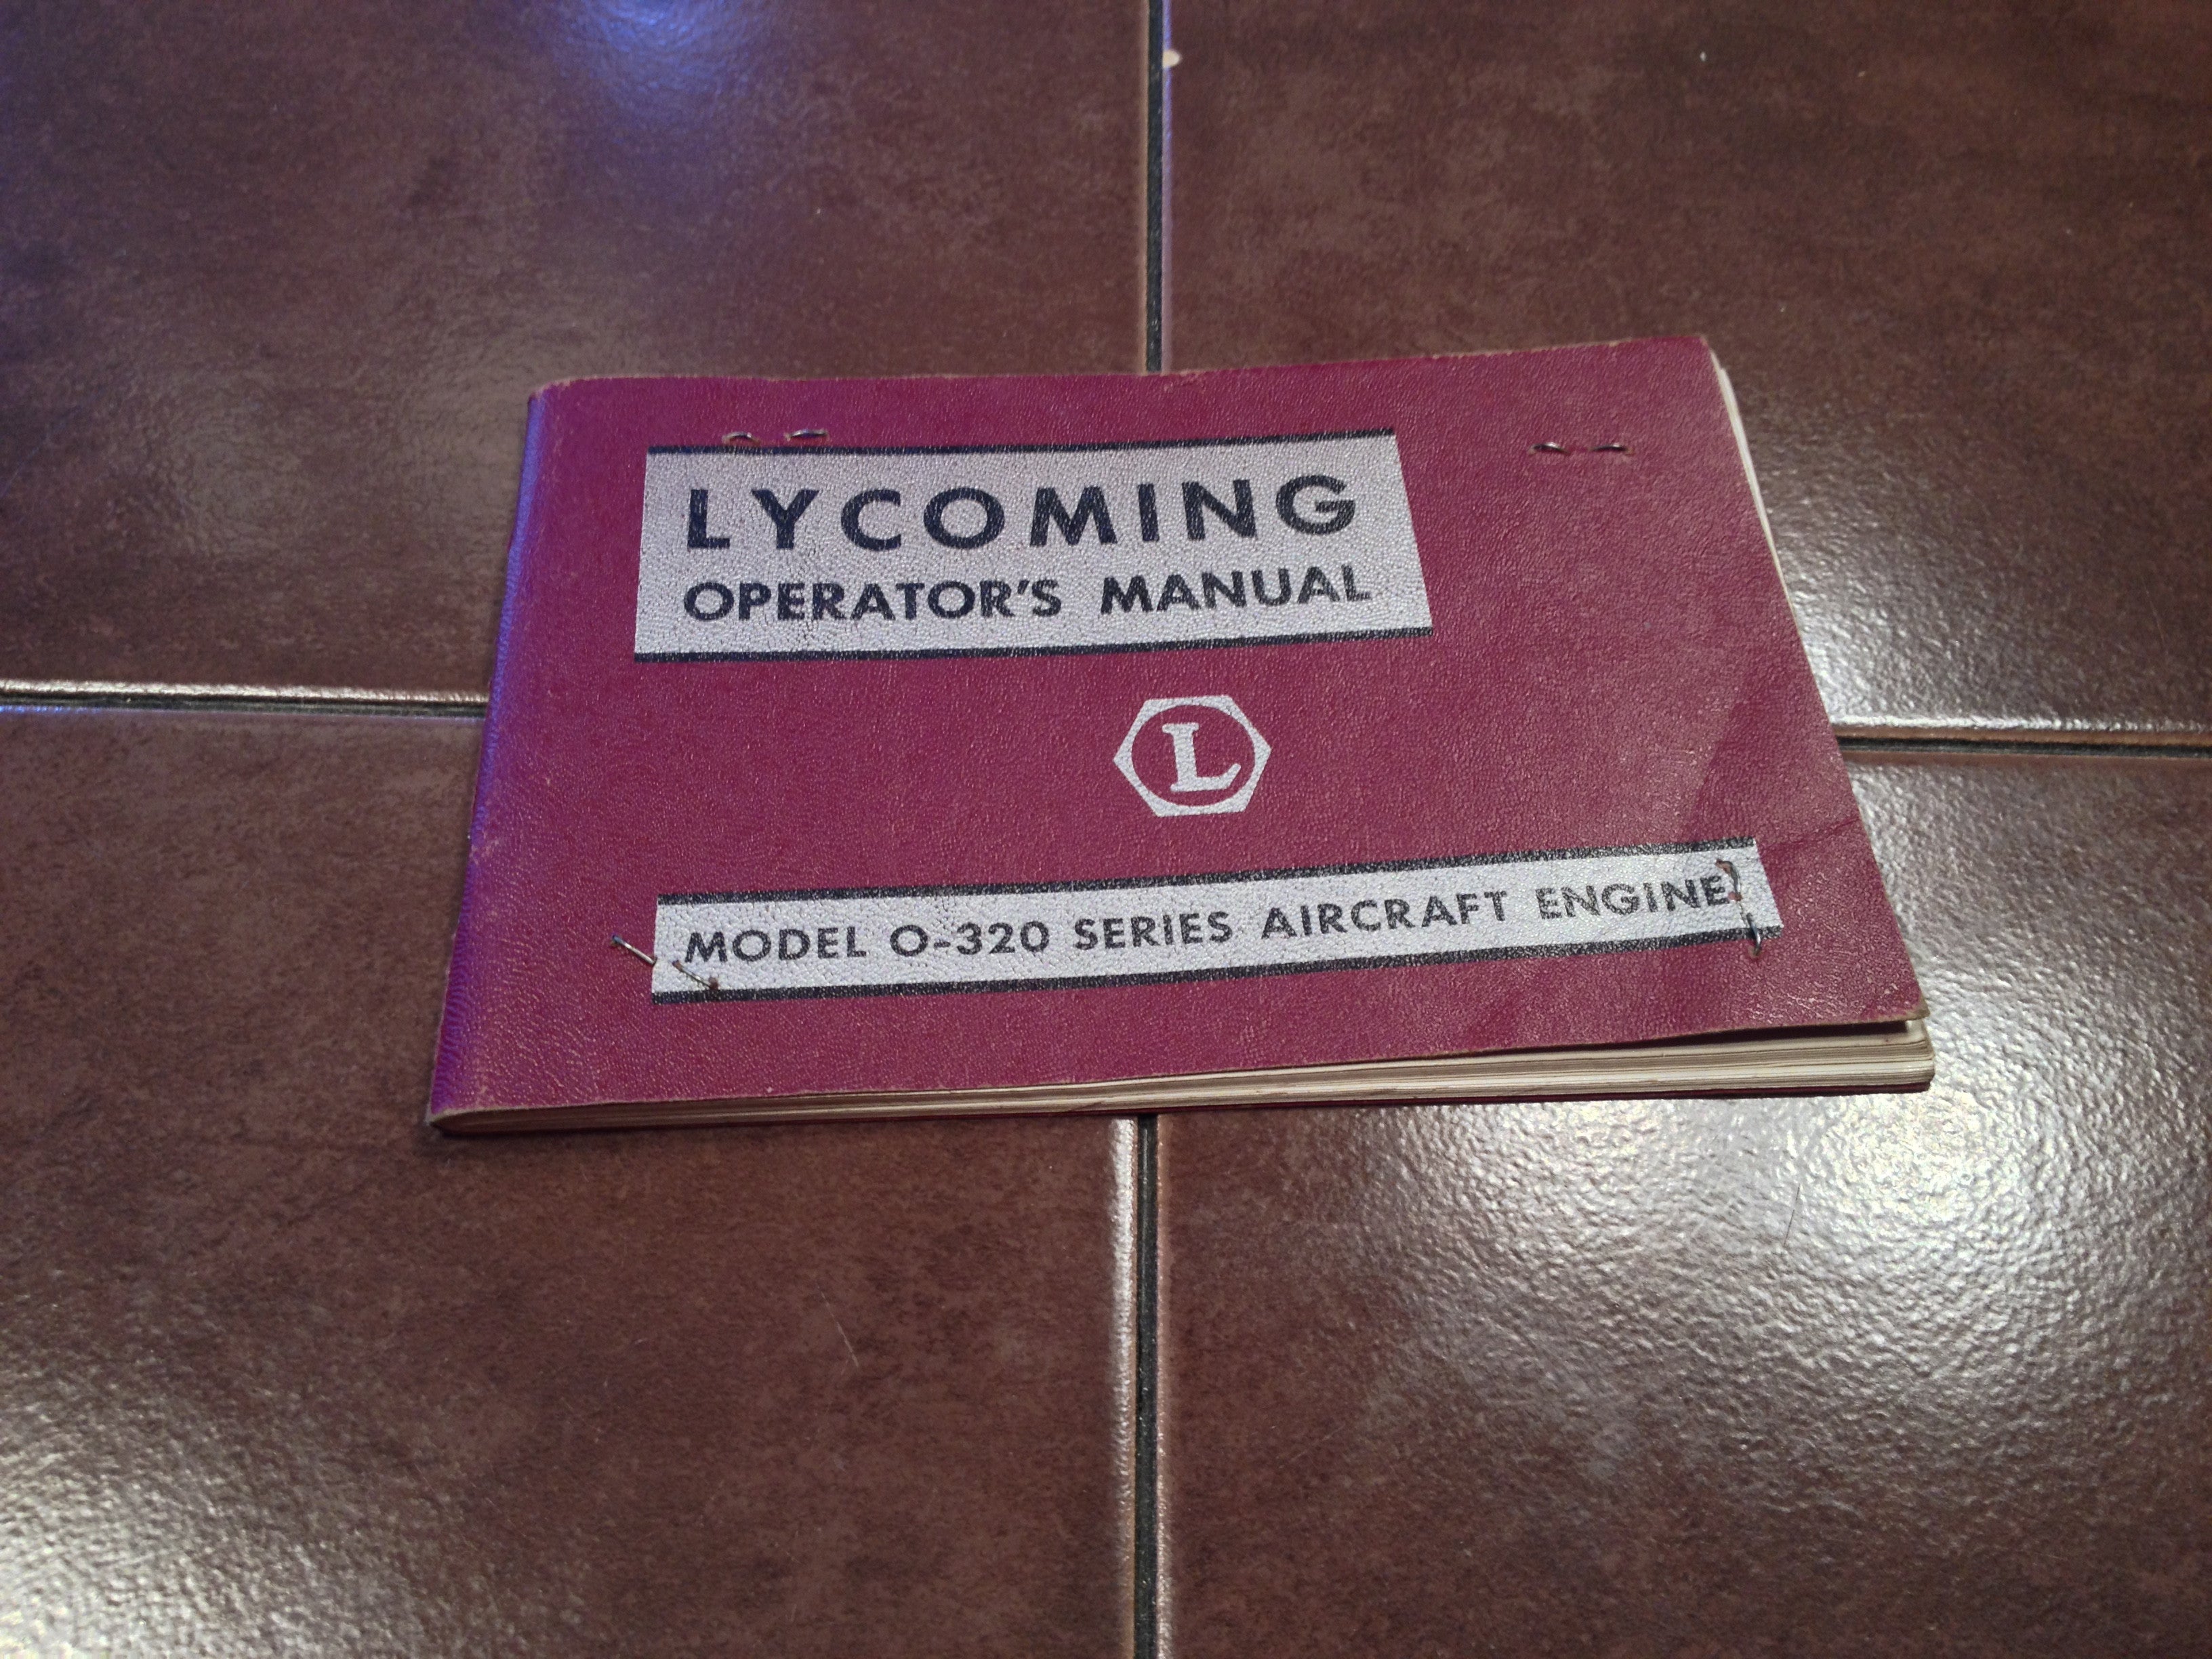 LYCOMING
OPERATOR'S MANUAL
L
MODEL O-320 SERIES AIRCRAFT ENGINE